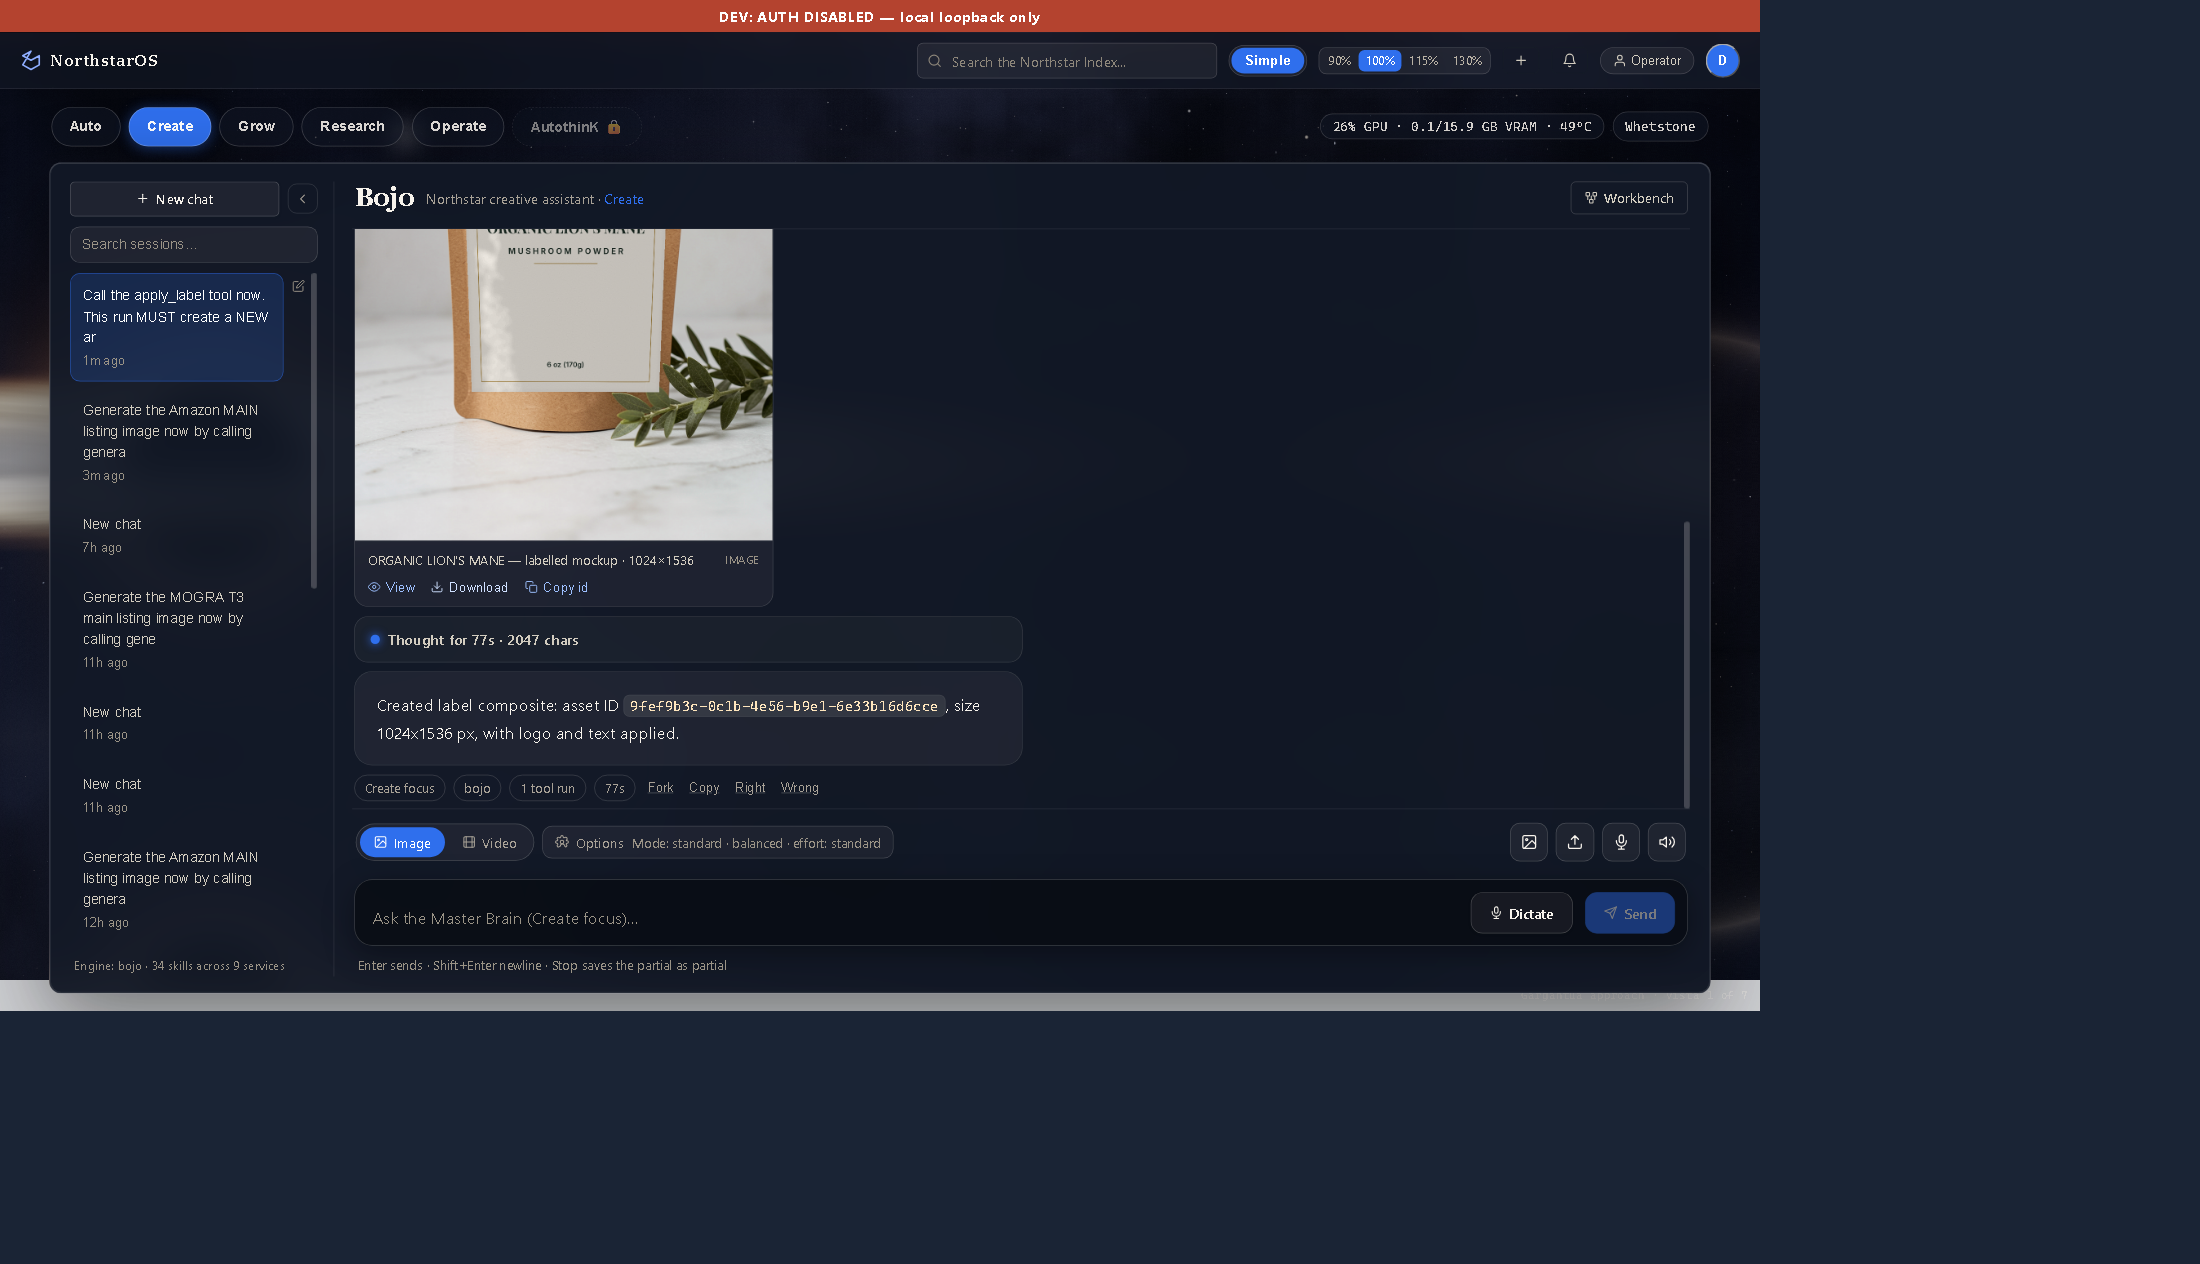 DEV: AUTH DISABLED — local loopback only
NorthstarOS
Search the Northstar Index...
Simple
90% 100% 115% 130%
Operator
D
Auto
Create
Grow
Research
Operate
AutothinK
26% GPU · 0.1/15.9 GB VRAM · 49°C
Whetstone
New chat
Search sessions...
Call the apply_label tool now.
This run MUST create a NEW
ar
1m ago
Generate the Amazon MAIN
listing image now by calling
genera
3m ago
New chat
7h ago
Generate the MOGRA T3
main listing image now by
calling gene
11h ago
New chat
11h ago
New chat
11h ago
Generate the Amazon MAIN
listing image now by calling
genera
12h ago
Engine: bojo · 34 skills across 9 services
Bojo
Northstar creative assistant · Create
Workbench
ORGANIC LION'S MANE
MUSHROOM POWDER
6 oz (170g)
ORGANIC LION'S MANE — labelled mockup · 1024×1536
IMAGE
View
Download
Copy id
Thought for 77s · 2047 chars
Created label composite: asset ID 9fef9b3c-0c1b-4e56-b9e1-6e33b16d6cce, size
1024x1536 px, with logo and text applied.
Create focus
bojo
1 tool run
77s
Fork
Copy
Right
Wrong
Image
Video
Options Mode: standard · balanced · effort: standard
Ask the Master Brain (Create focus)...
Dictate
Send
Enter sends · Shift+Enter newline · Stop saves the partial as partial